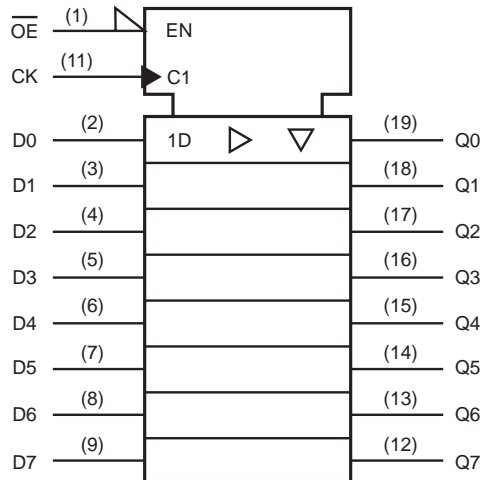 O̅E̅ (1) EN
CK (11) C1
D0 (2) 1D (19) Q0
D1 (3) (18) Q1
D2 (4) (17) Q2
D3 (5) (16) Q3
D4 (6) (15) Q4
D5 (7) (14) Q5
D6 (8) (13) Q6
D7 (9) (12) Q7